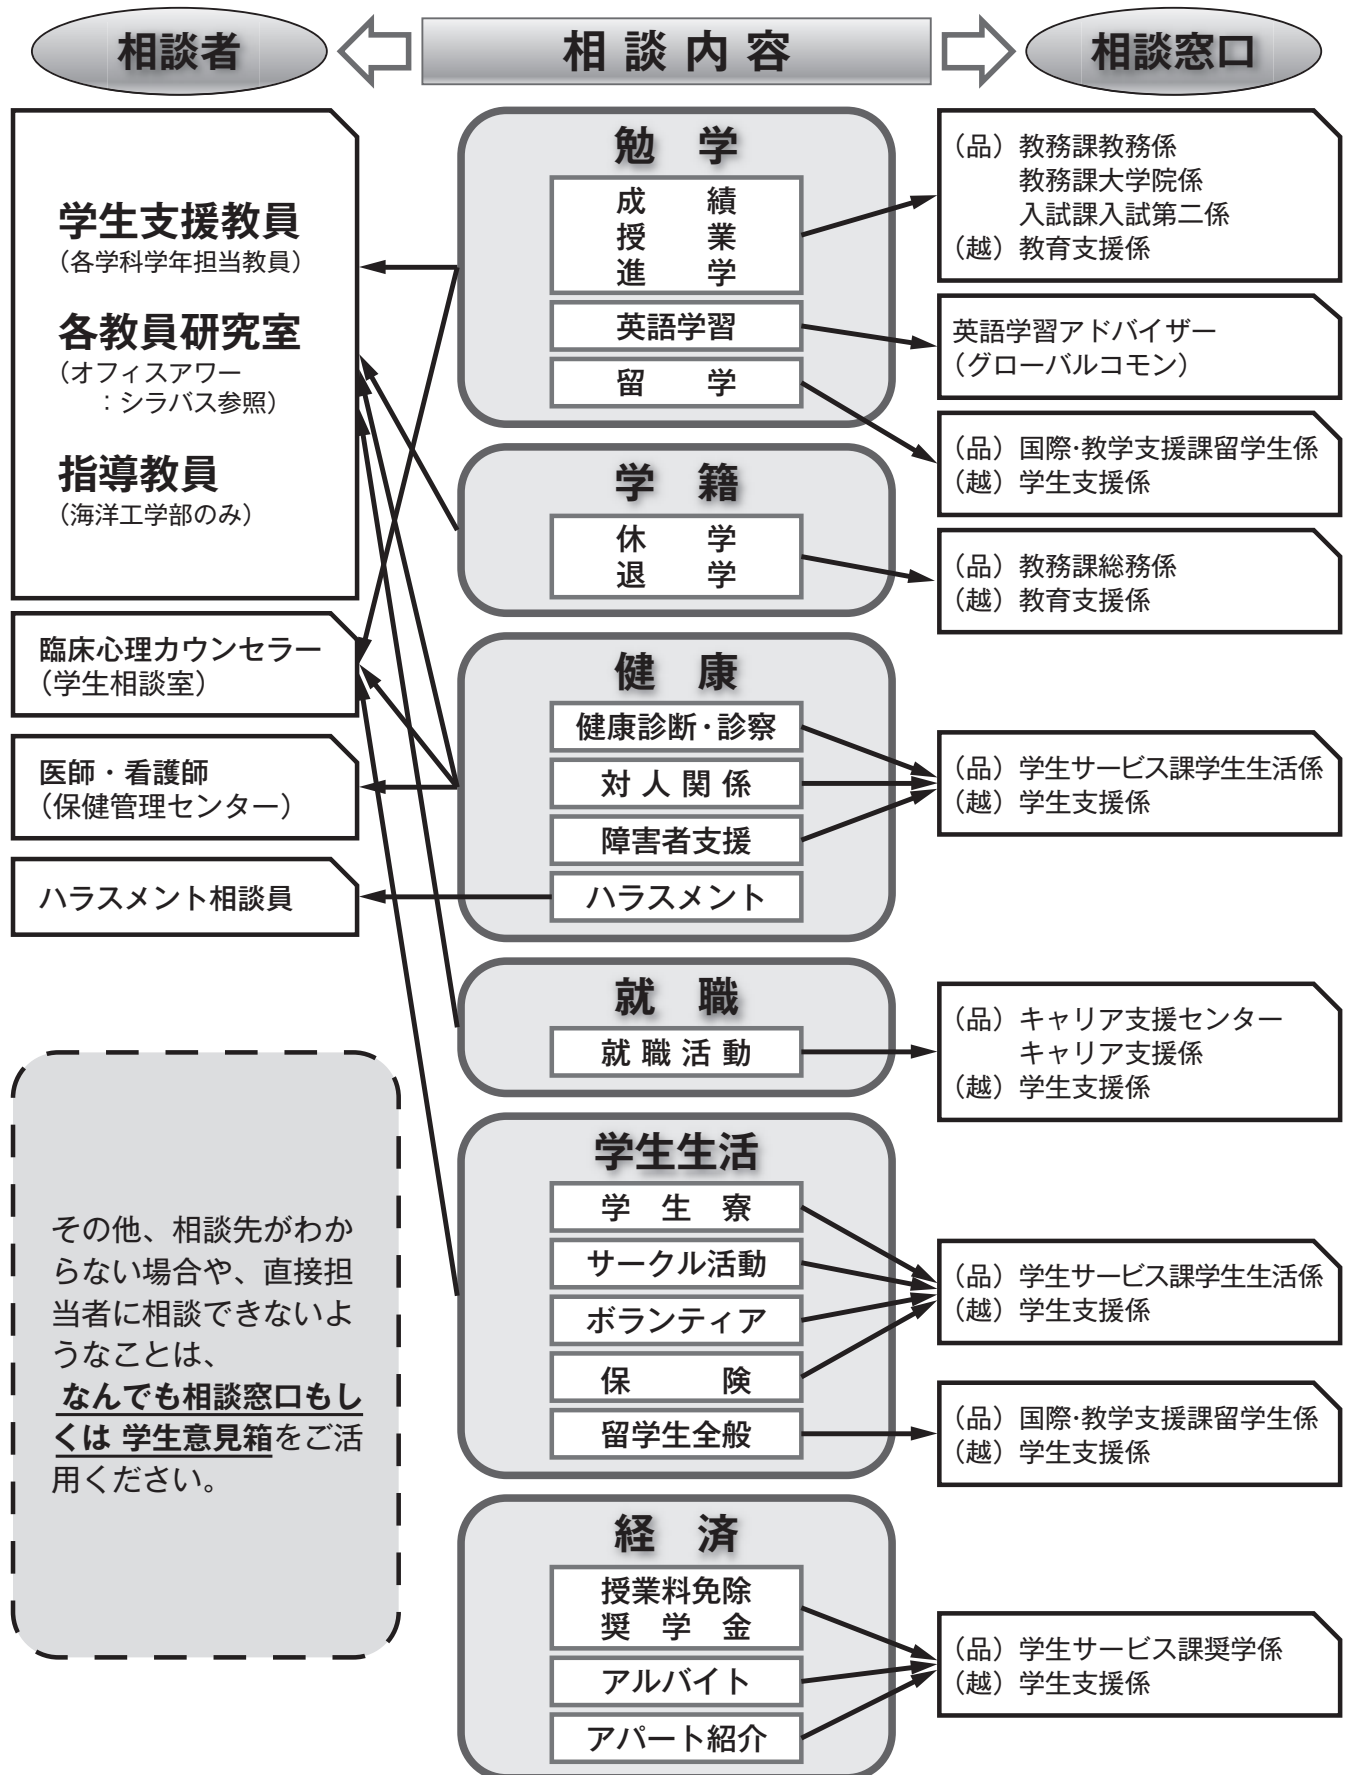 相談者
相談内容
相談窓口
学生支援教員
（各学科学年担当教員）
各教員研究室
（オフィスアワー
：シラバス参照）
指導教員
（海洋工学部のみ）
臨床心理カウンセラー
（学生相談室）
医師・看護師
（保健管理センター）
ハラスメント相談員
その他、相談先がわか
らない場合や、直接担
当者に相談できないよ
うなことは、
なんでも相談窓口もし
くは 学生意見箱をご活
用ください。
勉　学
成　績
授　業
進　学
英語学習
留　学
学　籍
休　学
退　学
健　康
健康診断・診察
対人関係
障害者支援
ハラスメント
就　職
就職活動
学生生活
学　生　寮
サークル活動
ボランティア
保　険
留学生全般
経　済
授業料免除
奨　学　金
アルバイト
アパート紹介
（品）教務課教務係
教務課大学院係
入試課入試第二係
（越）教育支援係
英語学習アドバイザー
（グローバルコモン）
（品）国際・教学支援課留学生係
（越）学生支援係
（品）教務課総務係
（越）教育支援係
（品）学生サービス課学生生活係
（越）学生支援係
（品）キャリア支援センター
キャリア支援係
（越）学生支援係
（品）学生サービス課学生生活係
（越）学生支援係
（品）国際・教学支援課留学生係
（越）学生支援係
（品）学生サービス課奨学係
（越）学生支援係